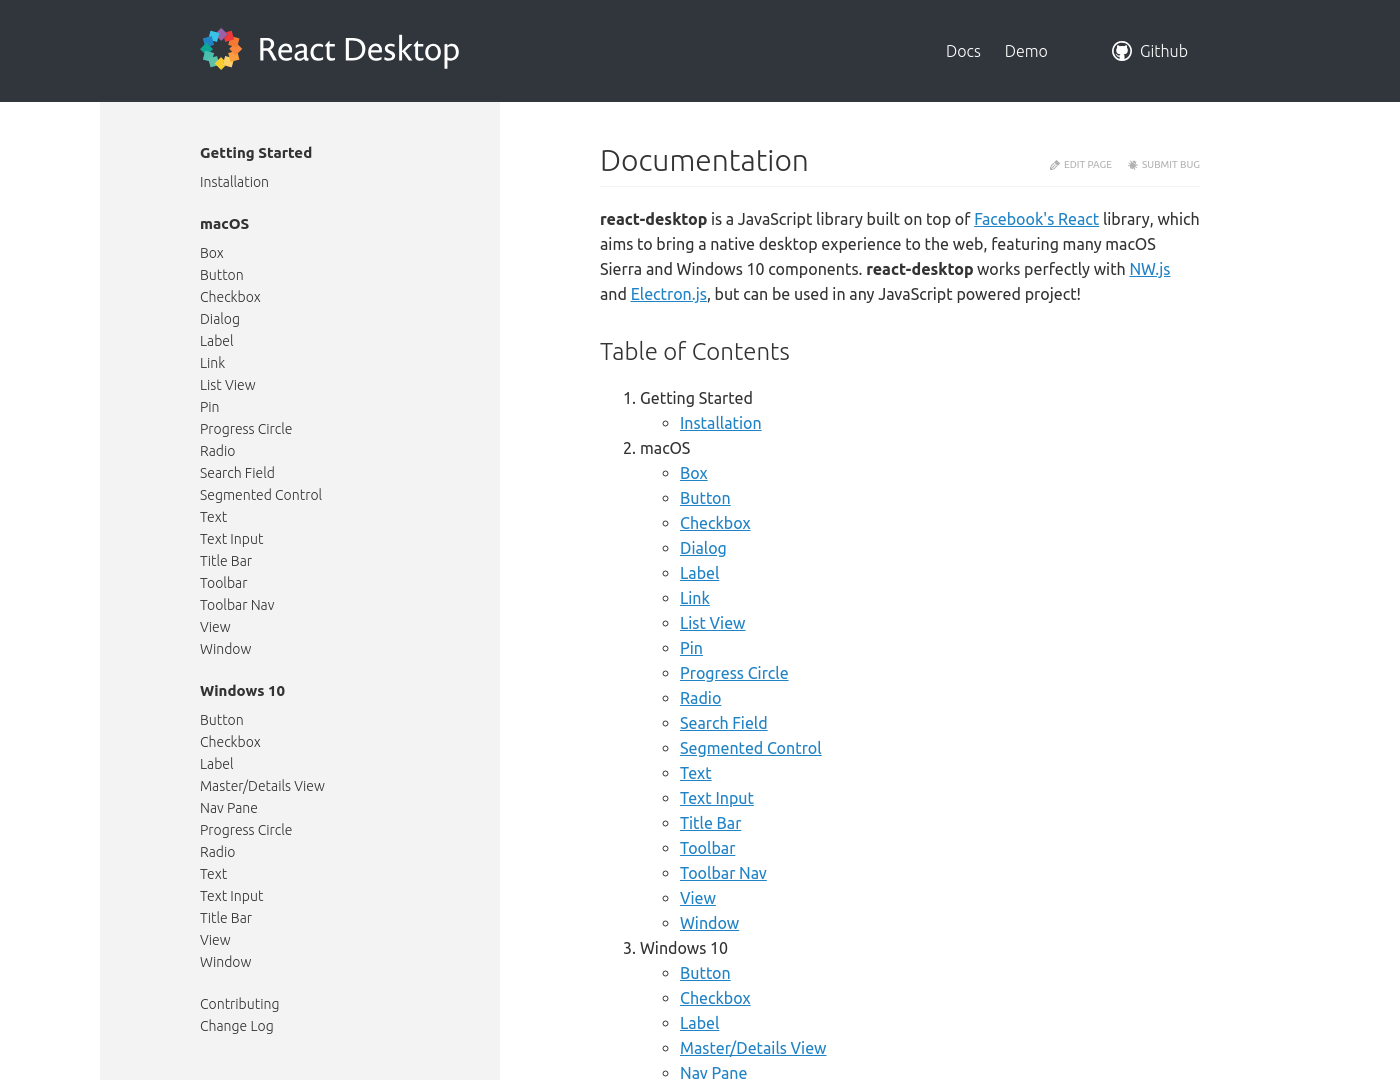 React Desktop
Docs
Demo
Github
Getting Started
Installation
macOS
Box
Button
Checkbox
Dialog
Label
Link
List View
Pin
Progress Circle
Radio
Search Field
Segmented Control
Text
Text Input
Title Bar
Toolbar
Toolbar Nav
View
Window
Windows 10
Button
Checkbox
Label
Master/Details View
Nav Pane
Progress Circle
Radio
Text
Text Input
Title Bar
View
Window
Contributing
Change Log
Documentation
EDIT PAGE
SUBMIT BUG
react-desktop is a JavaScript library built on top of Facebook's React library, which
aims to bring a native desktop experience to the web, featuring many macOS
Sierra and Windows 10 components. react-desktop works perfectly with NW.js
and Electron.js, but can be used in any JavaScript powered project!
Table of Contents
1. Getting Started
Installation
2. macOS
Box
Button
Checkbox
Dialog
Label
Link
List View
Pin
Progress Circle
Radio
Search Field
Segmented Control
Text
Text Input
Title Bar
Toolbar
Toolbar Nav
View
Window
3. Windows 10
Button
Checkbox
Label
Master/Details View
Nav Pane